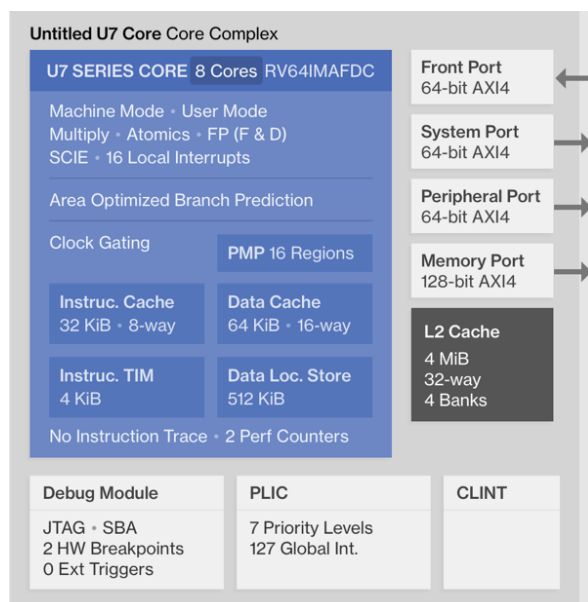 Untitled U7 Core Core Complex
U7 SERIES CORE 8 Cores RV64IMAFDC
Machine Mode • User Mode
Multiply • Atomics • FP (F & D)
SCIE • 16 Local Interrupts
Area Optimized Branch Prediction
Clock Gating
PMP 16 Regions
Instruc. Cache
32 KiB • 8-way
Data Cache
64 KiB • 16-way
Instruc. TIM
4 KiB
Data Loc. Store
512 KiB
No Instruction Trace • 2 Perf Counters
Front Port
64-bit AXI4
System Port
64-bit AXI4
Peripheral Port
64-bit AXI4
Memory Port
128-bit AXI4
L2 Cache
4 MiB
32-way
4 Banks
Debug Module
JTAG • SBA
2 HW Breakpoints
0 Ext Triggers
PLIC
7 Priority Levels
127 Global Int.
CLINT